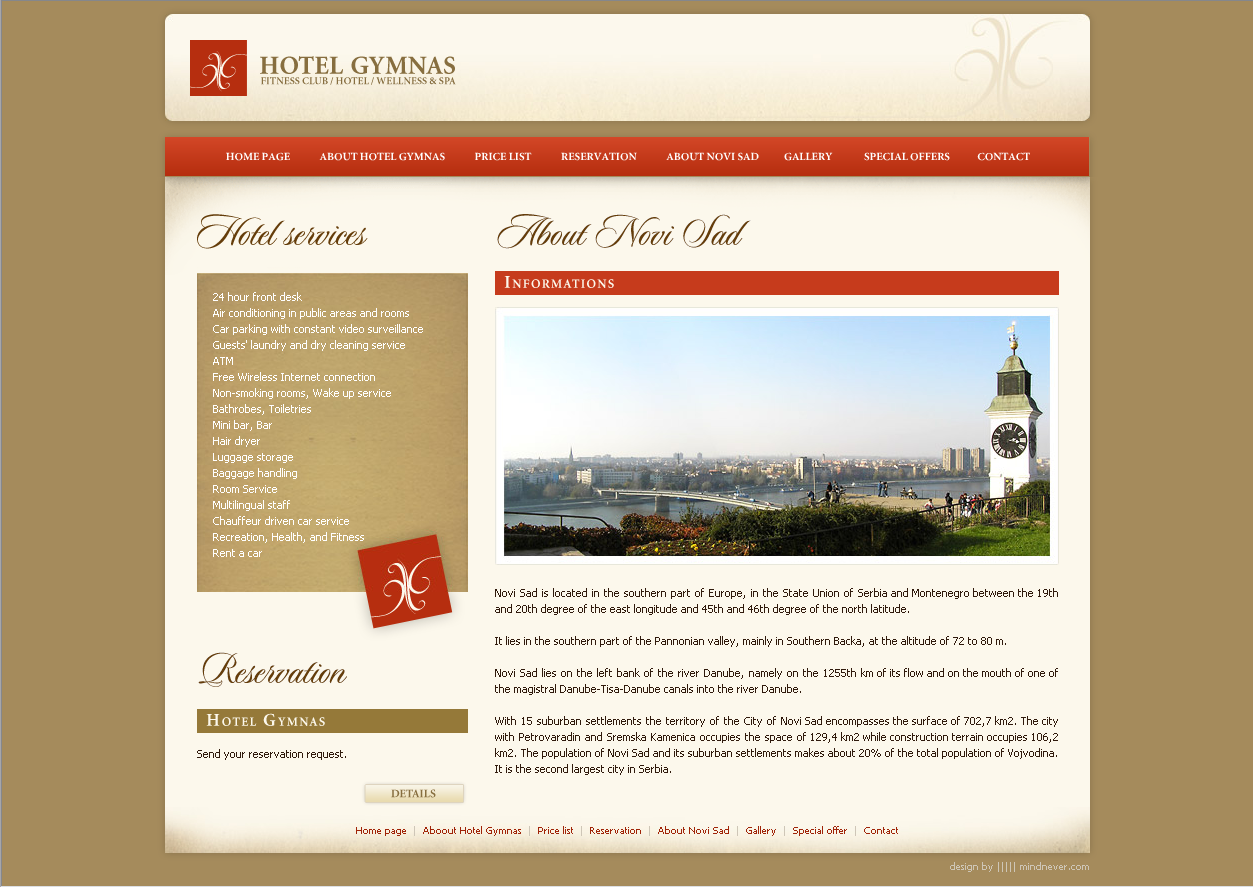 HOTEL GYMNAS
FITNESS CLUB / HOTEL / WELLNESS & SPA
HOME PAGE ABOUT HOTEL GYMNAS PRICE LIST RESERVATION ABOUT NOVI SAD GALLERY SPECIAL OFFERS CONTACT
Hotel services
24 hour front desk
Air conditioning in public areas and rooms
Car parking with constant video surveillance
Guests' laundry and dry cleaning service
ATM
Free Wireless Internet connection
Non-smoking rooms, Wake up service
Bathrobes, Toiletries
Mini bar, Bar
Hair dryer
Luggage storage
Baggage handling
Room Service
Multilingual staff
Chauffeur driven car service
Recreation, Health, and Fitness
Rent a car
Reservation
HOTEL GYMNAS
Send your reservation request.
DETAILS
About Novi Sad
INFORMATIONS
Novi Sad is located in the southern part of Europe, in the State Union of Serbia and Montenegro between the 19th
and 20th degree of the east longitude and 45th and 46th degree of the north latitude.
It lies in the southern part of the Pannonian valley, mainly in Southern Backa, at the altitude of 72 to 80 m.
Novi Sad lies on the left bank of the river Danube, namely on the 1255th km of its flow and on the mouth of one of
the magistral Danube-Tisa-Danube canals into the river Danube.
With 15 suburban settlements the territory of the City of Novi Sad encompasses the surface of 702,7 km2. The city
with Petrovaradin and Sremska Kamenica occupies the space of 129,4 km2 while construction terrain occupies 106,2
km2. The population of Novi Sad and its suburban settlements makes about 20% of the total population of Vojvodina.
It is the second largest city in Serbia.
Home page | Aboout Hotel Gymnas | Price list | Reservation | About Novi Sad | Gallery | Special offer | Contact
design by ||||| mindnever.com